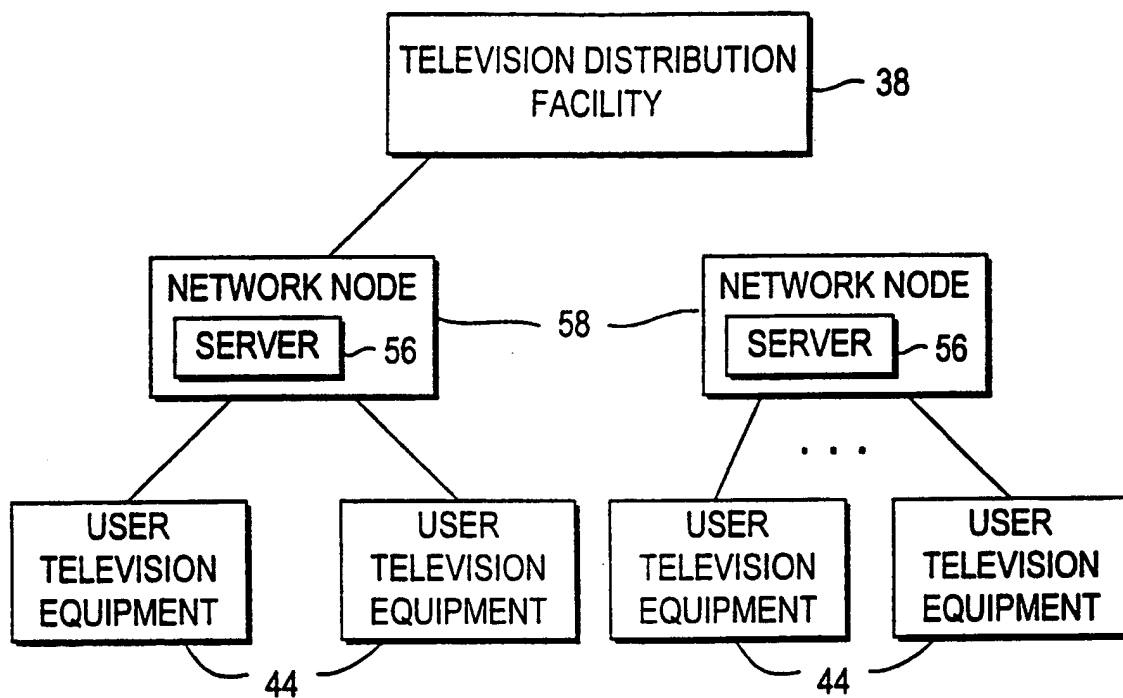 TELEVISION DISTRIBUTION
FACILITY
38
NETWORK NODE
SERVER
56
58
NETWORK NODE
SERVER
56
. . .
USER
TELEVISION
EQUIPMENT
USER
TELEVISION
EQUIPMENT
44
USER
TELEVISION
EQUIPMENT
USER
TELEVISION
EQUIPMENT
44